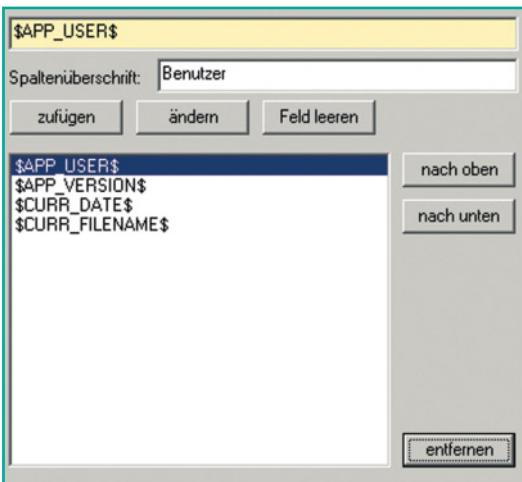 $APP_USER$
Spaltenüberschrift: Benutzer
zufügen ändern Feld leeren
$APP_USER$
$APP_VERSION$
$CURR_DATE$
$CURR_FILENAME$
nach oben
nach unten
entfernen